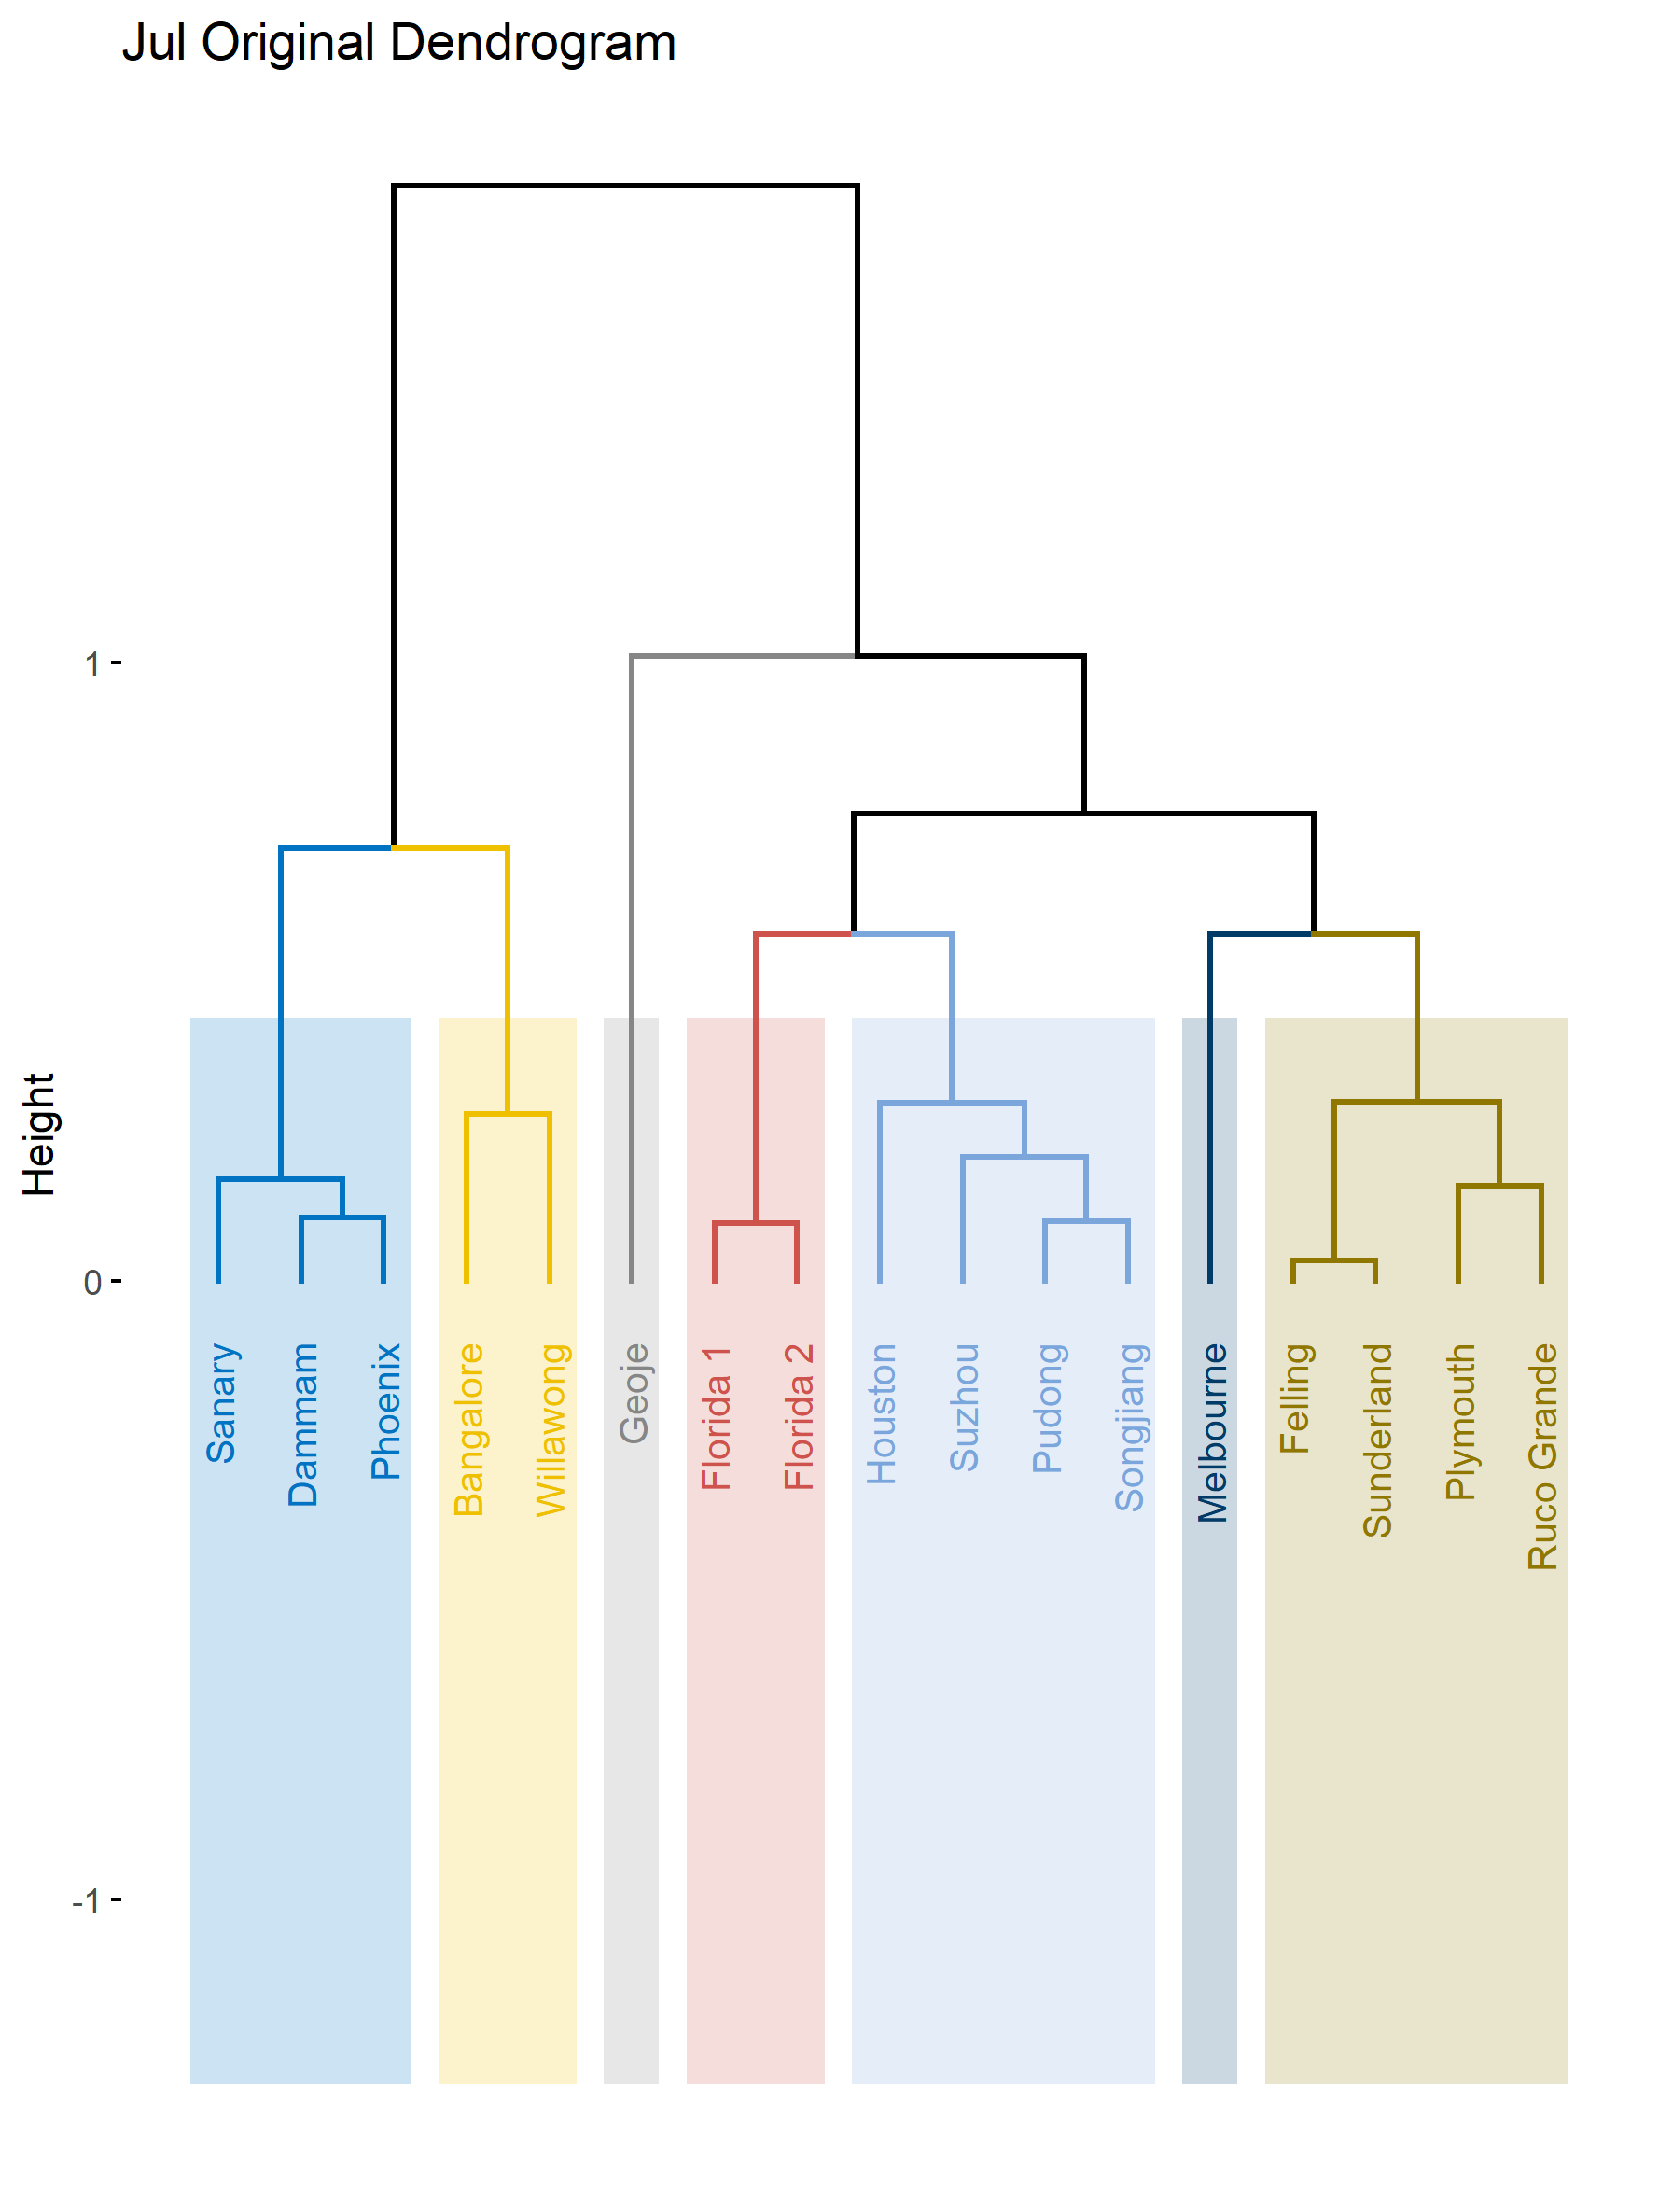 Jul Original Dendrogram
1
Height
0
-1
Sanary
Dammam
Phoenix
Bangalore
Willawong
Geoje
Florida 1
Florida 2
Houston
Suzhou
Pudong
Songjiang
Melbourne
Felling
Sunderland
Plymouth
Ruco Grande